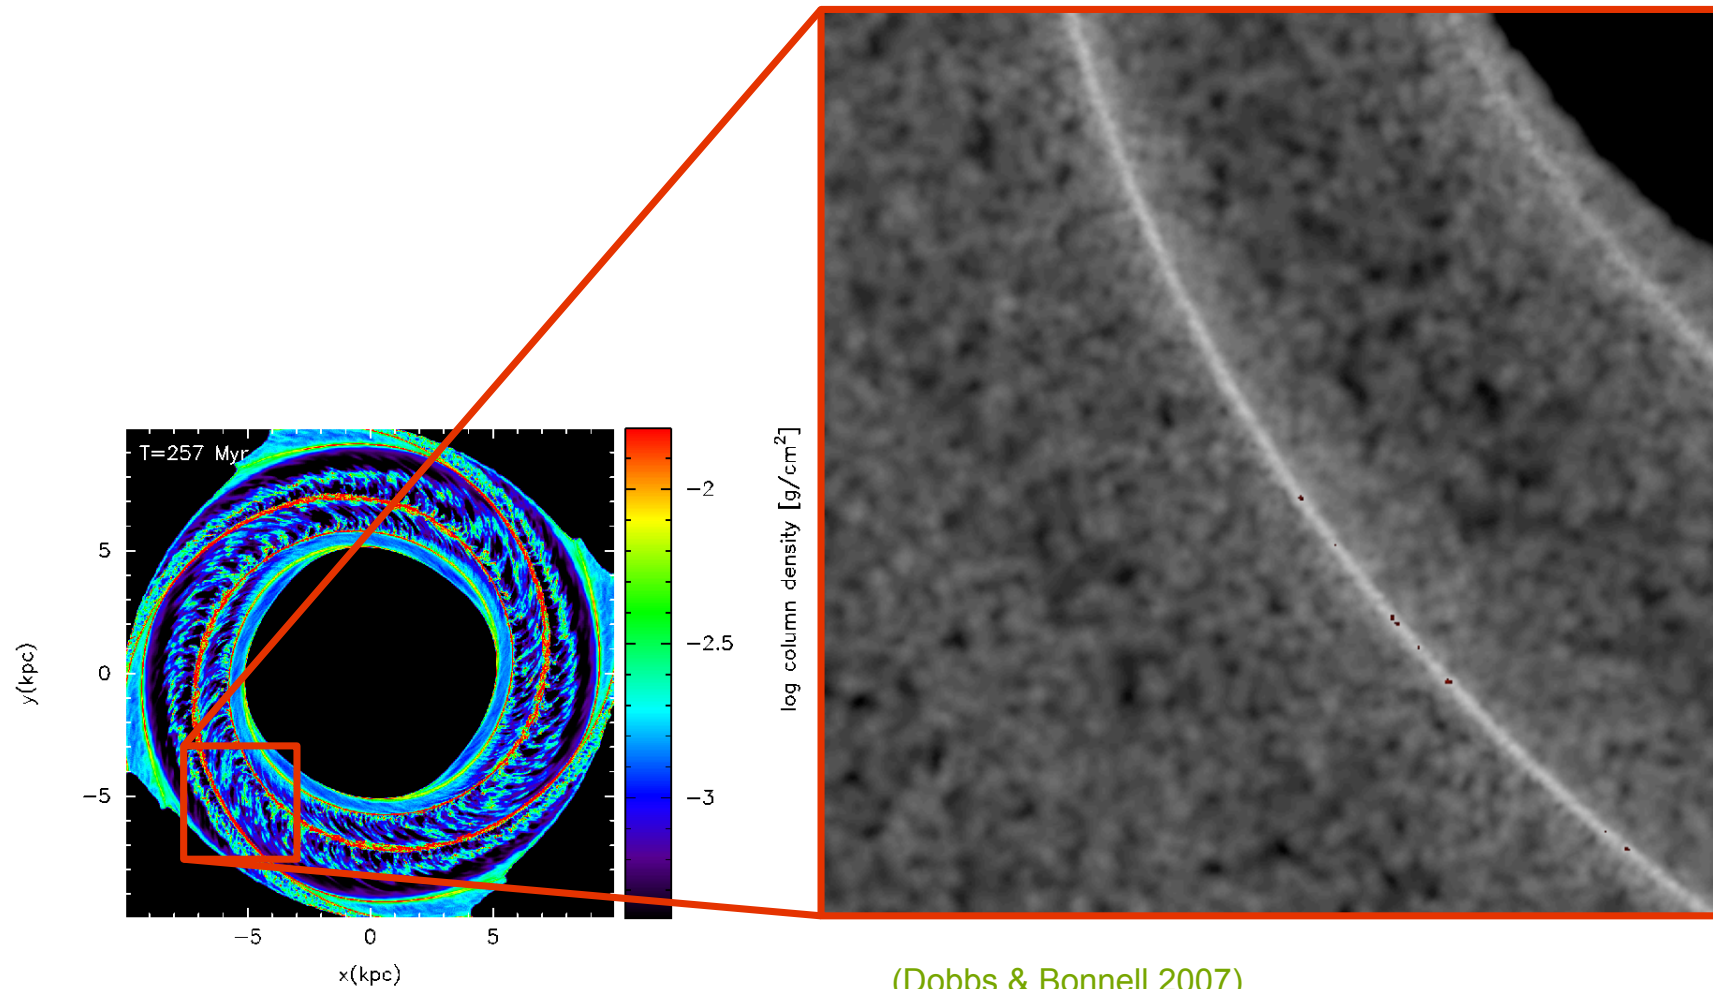 T=257 Myr
5
0
−5
y(kpc)
−5
0
5
x(kpc)
−2
−2.5
−3
log column density [g/cm²]
(Dobbs & Bonnell 2007)